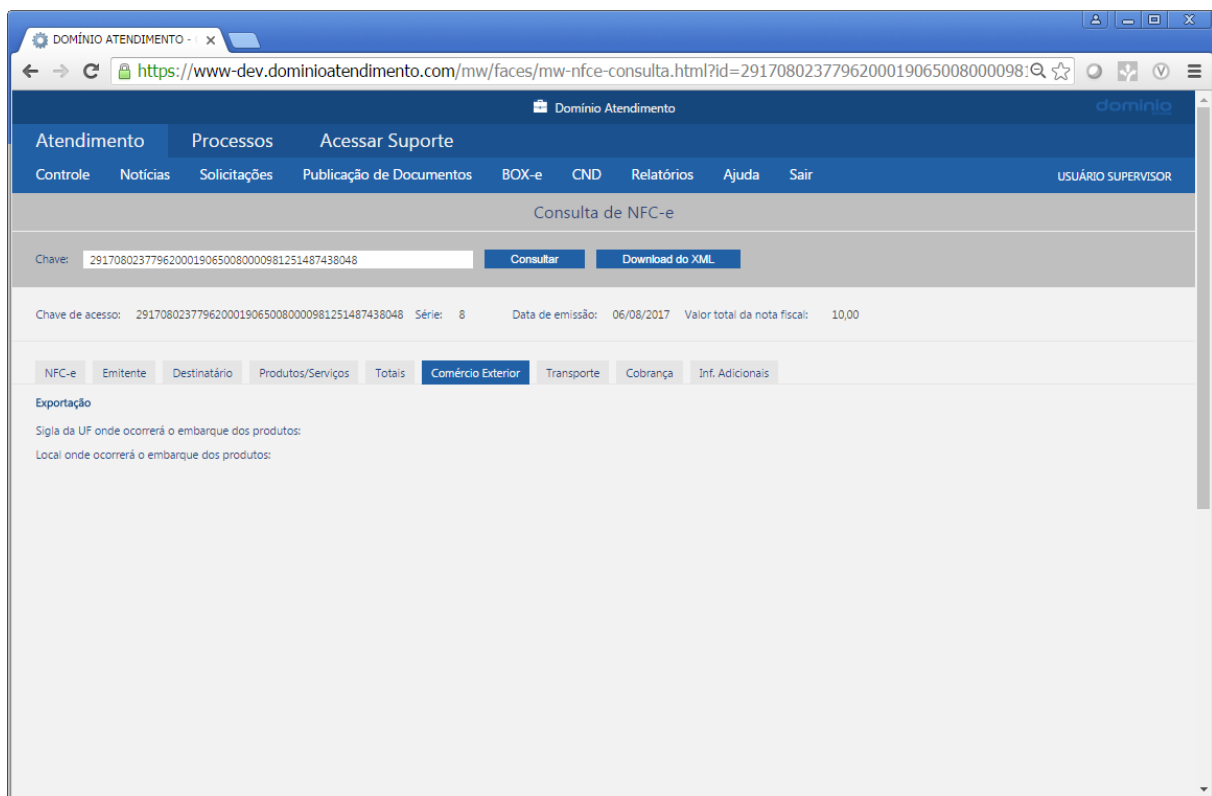 DOMÍNIO ATENDIMENTO -
https://www-dev.dominioatendimento.com/mw/faces/mw-nfce-consulta.html?id=2917080237796200019065008000098
Domínio Atendimento domínio
Atendimento Processos Acessar Suporte
Controle Notícias Solicitações Publicação de Documentos BOX-e CND Relatórios Ajuda Sair USUÁRIO SUPERVISOR
Consulta de NFC-e
Chave: 29170802377962000190650080000981251487438048 Consultar Download do XML
Chave de acesso: 29170802377962000190650080000981251487438048 Série: 8 Data de emissão: 06/08/2017 Valor total da nota fiscal: 10,00
NFC-e Emitente Destinatário Produtos/Serviços Totais Comércio Exterior Transporte Cobrança Inf. Adicionais
Exportação
Sigla da UF onde ocorrerá o embarque dos produtos:
Local onde ocorrerá o embarque dos produtos: